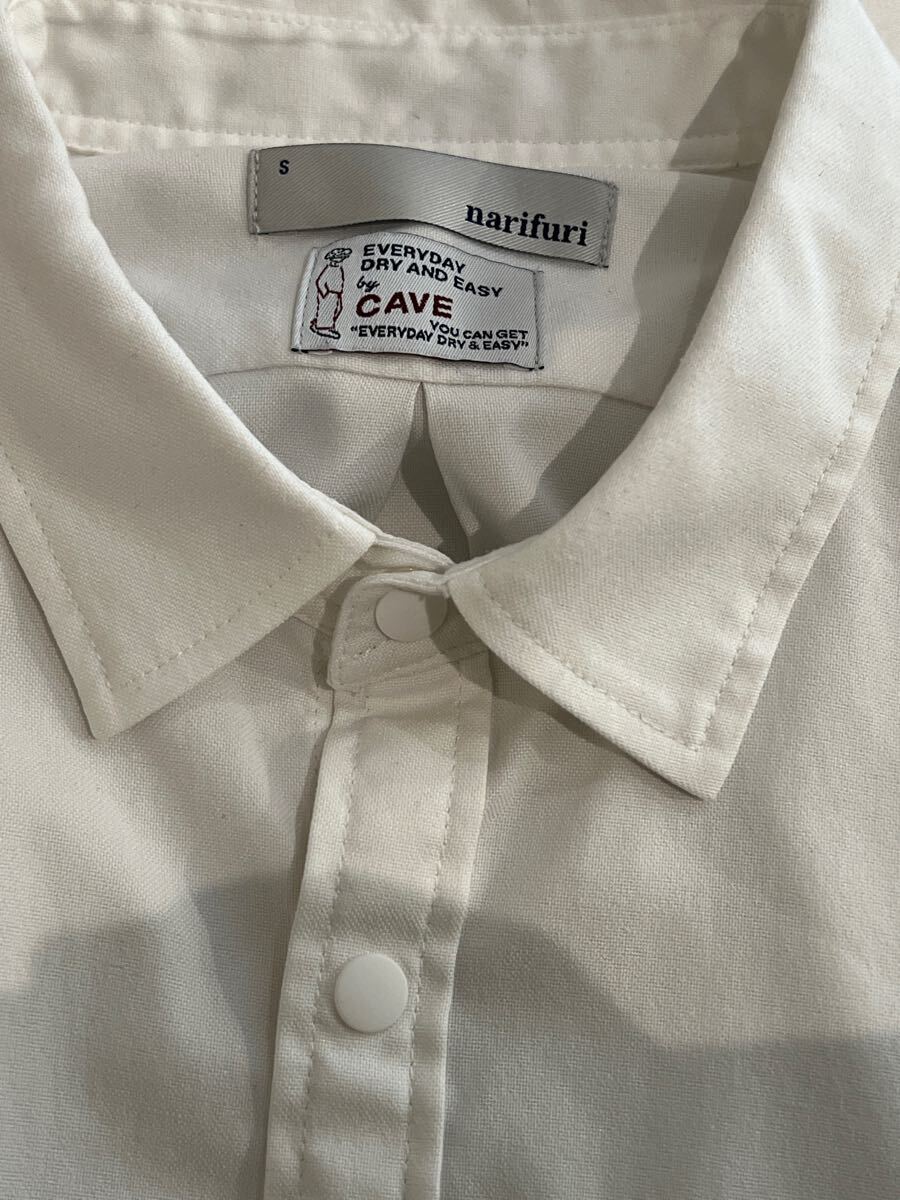 S
narifuri
EVERYDAY
DRY AND EASY
by
CAVE
YOU CAN GET
"EVERYDAY DRY & EASY"